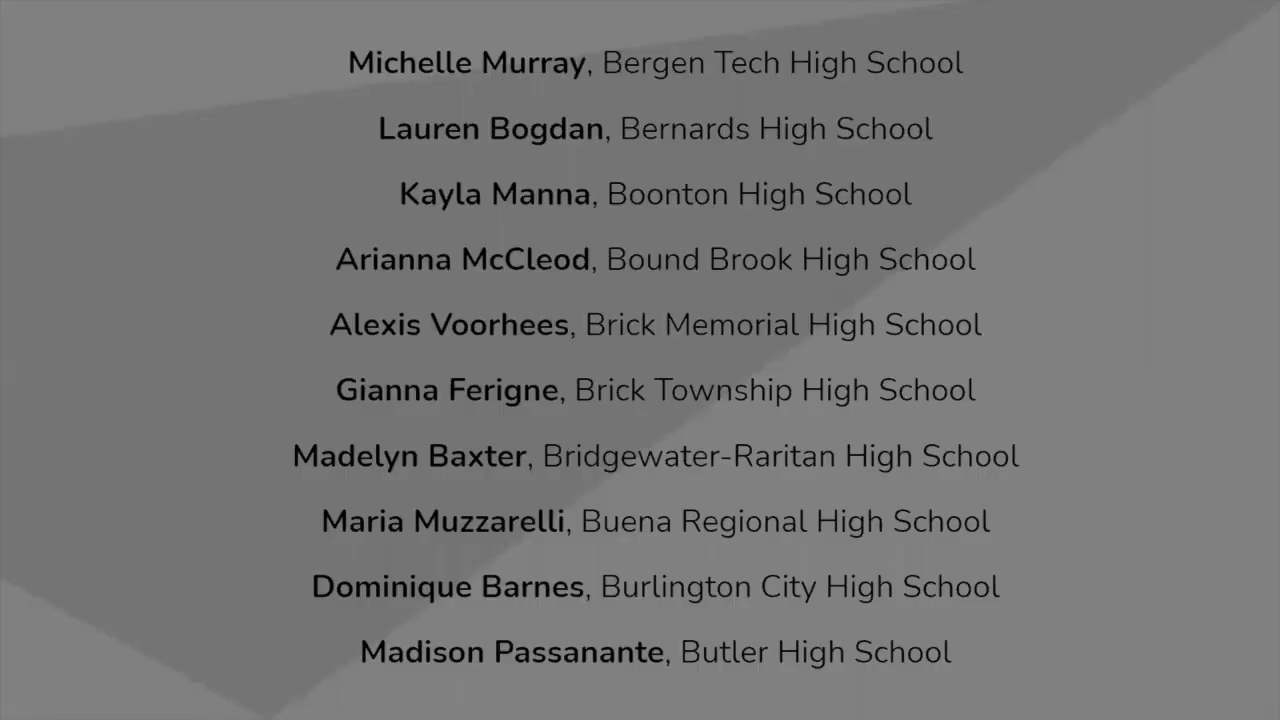 Michelle Murray, Bergen Tech High School
Lauren Bogdan, Bernards High School
Kayla Manna, Boonton High School
Arianna McCleod, Bound Brook High School
Alexis Voorhees, Brick Memorial High School
Gianna Ferigne, Brick Township High School
Madelyn Baxter, Bridgewater-Raritan High School
Maria Muzzarelli, Buena Regional High School
Dominique Barnes, Burlington City High School
Madison Passanante, Butler High School